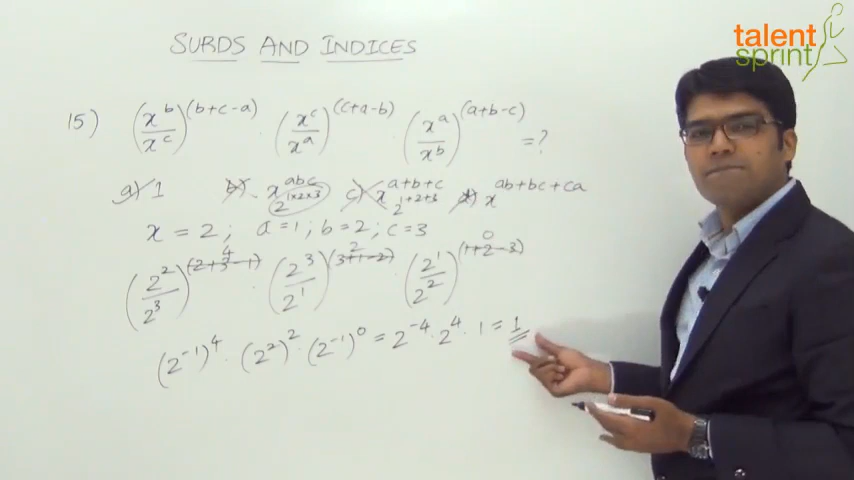 talent
sprint
SURDS AND INDICES
15) (x^b/x^c)^(b+c-a) · (x^c/x^a)^(c+a-b) · (x^a/x^b)^(a+b-c) = ?
a) 1 b) x^abc c) x^a+b+c d) x^ab+bc+ca
2^1×2×3 2^1+2+3
x = 2; a=1; b=2; c=3
4 2 0
(2^2/2^3)^(2+3-1) · (2^3/2^1)^(3+1-2) · (2^1/2^2)^(1+2-3)
(2^-1)^4 · (2^2)^2 · (2^-1)^0 = 2^-4 · 2^4 · 1 = 1